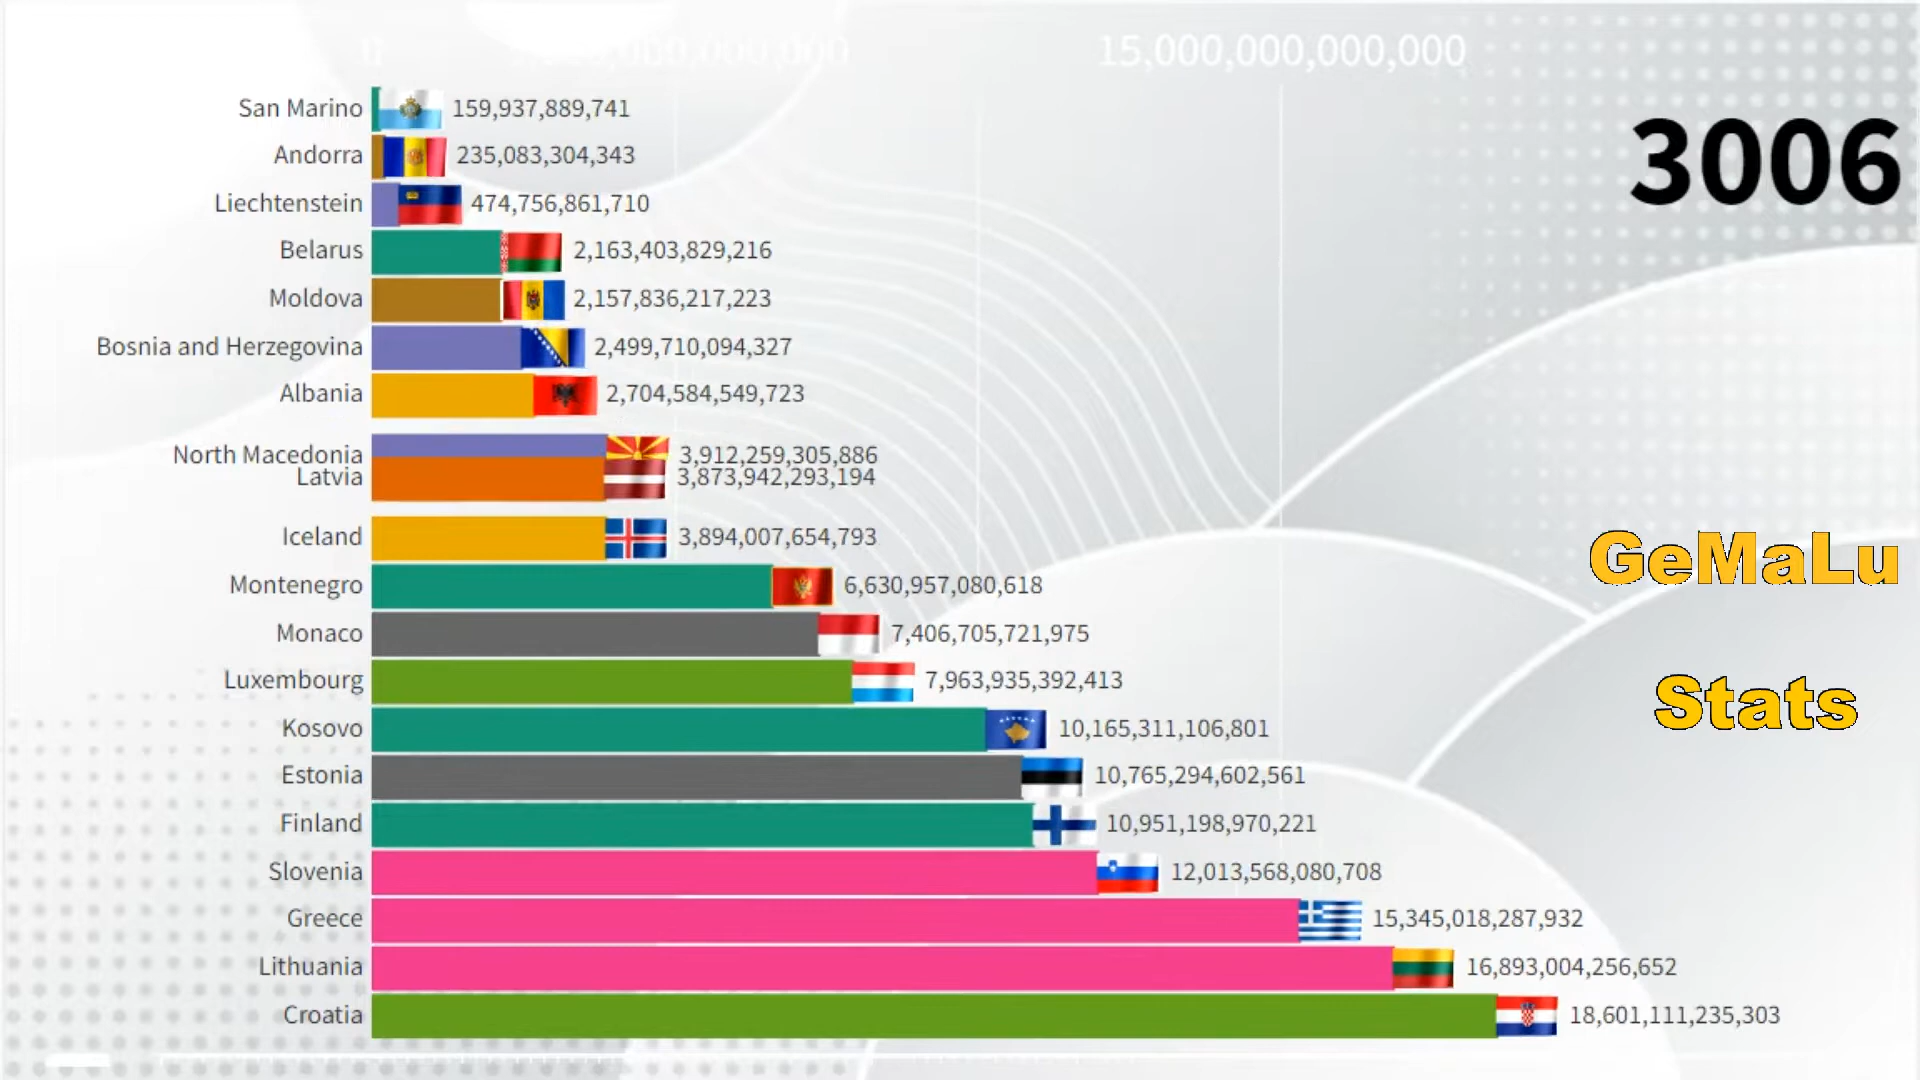 15,000,000,000,000
San Marino 159,937,889,741
3006
Andorra 235,083,304,343
Liechtenstein 474,756,861,710
Belarus 2,163,403,829,216
Moldova 2,157,836,217,223
Bosnia and Herzegovina 2,499,710,094,327
Albania 2,704,584,549,723
North Macedonia 3,912,259,305,886
Latvia 3,873,942,293,194
Iceland 3,894,007,654,793
GeMaLu
Montenegro 6,630,957,080,618
Monaco 7,406,705,721,975
Luxembourg 7,963,935,392,413
Stats
Kosovo 10,165,311,106,801
Estonia 10,765,294,602,561
Finland 10,951,198,970,221
Slovenia 12,013,568,080,708
Greece 15,345,018,287,932
Lithuania 16,893,004,256,652
Croatia 18,601,111,235,303